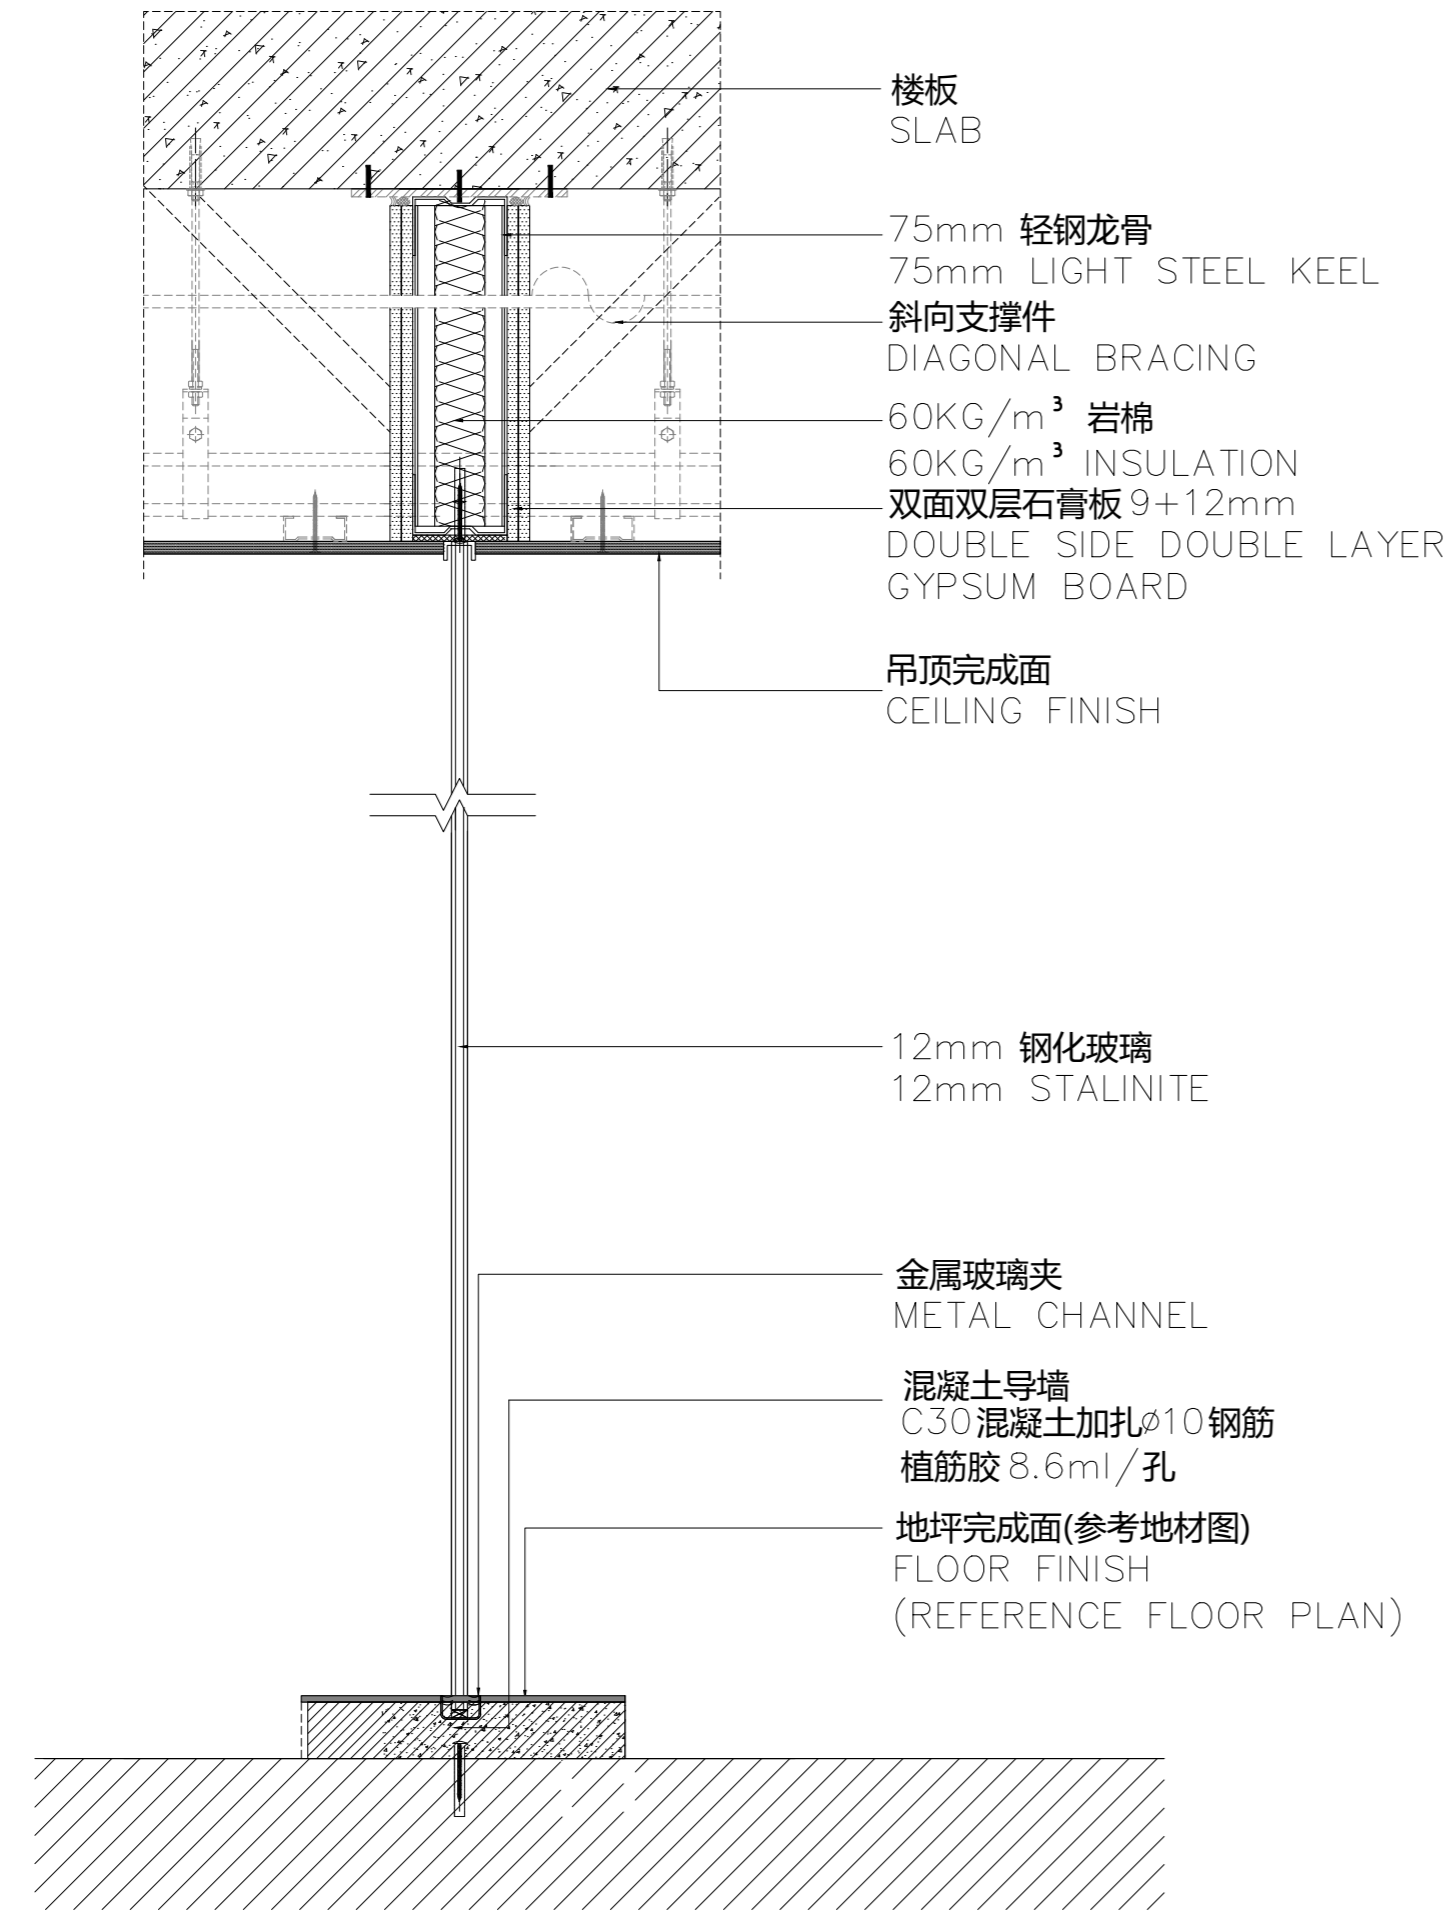 楼板
SLAB
75mm 轻钢龙骨
75mm LIGHT STEEL KEEL
斜向支撑件
DIAGONAL BRACING
60KG/m³ 岩棉
60KG/m³ INSULATION
双面双层石膏板 9+12mm
DOUBLE SIDE DOUBLE LAYER
GYPSUM BOARD
吊顶完成面
CEILING FINISH
12mm 钢化玻璃
12mm STALINITE
金属玻璃夹
METAL CHANNEL
混凝土导墙
C30混凝土加扎ø10钢筋
植筋胶 8.6ml/孔
地坪完成面(参考地材图)
FLOOR FINISH
(REFERENCE FLOOR PLAN)